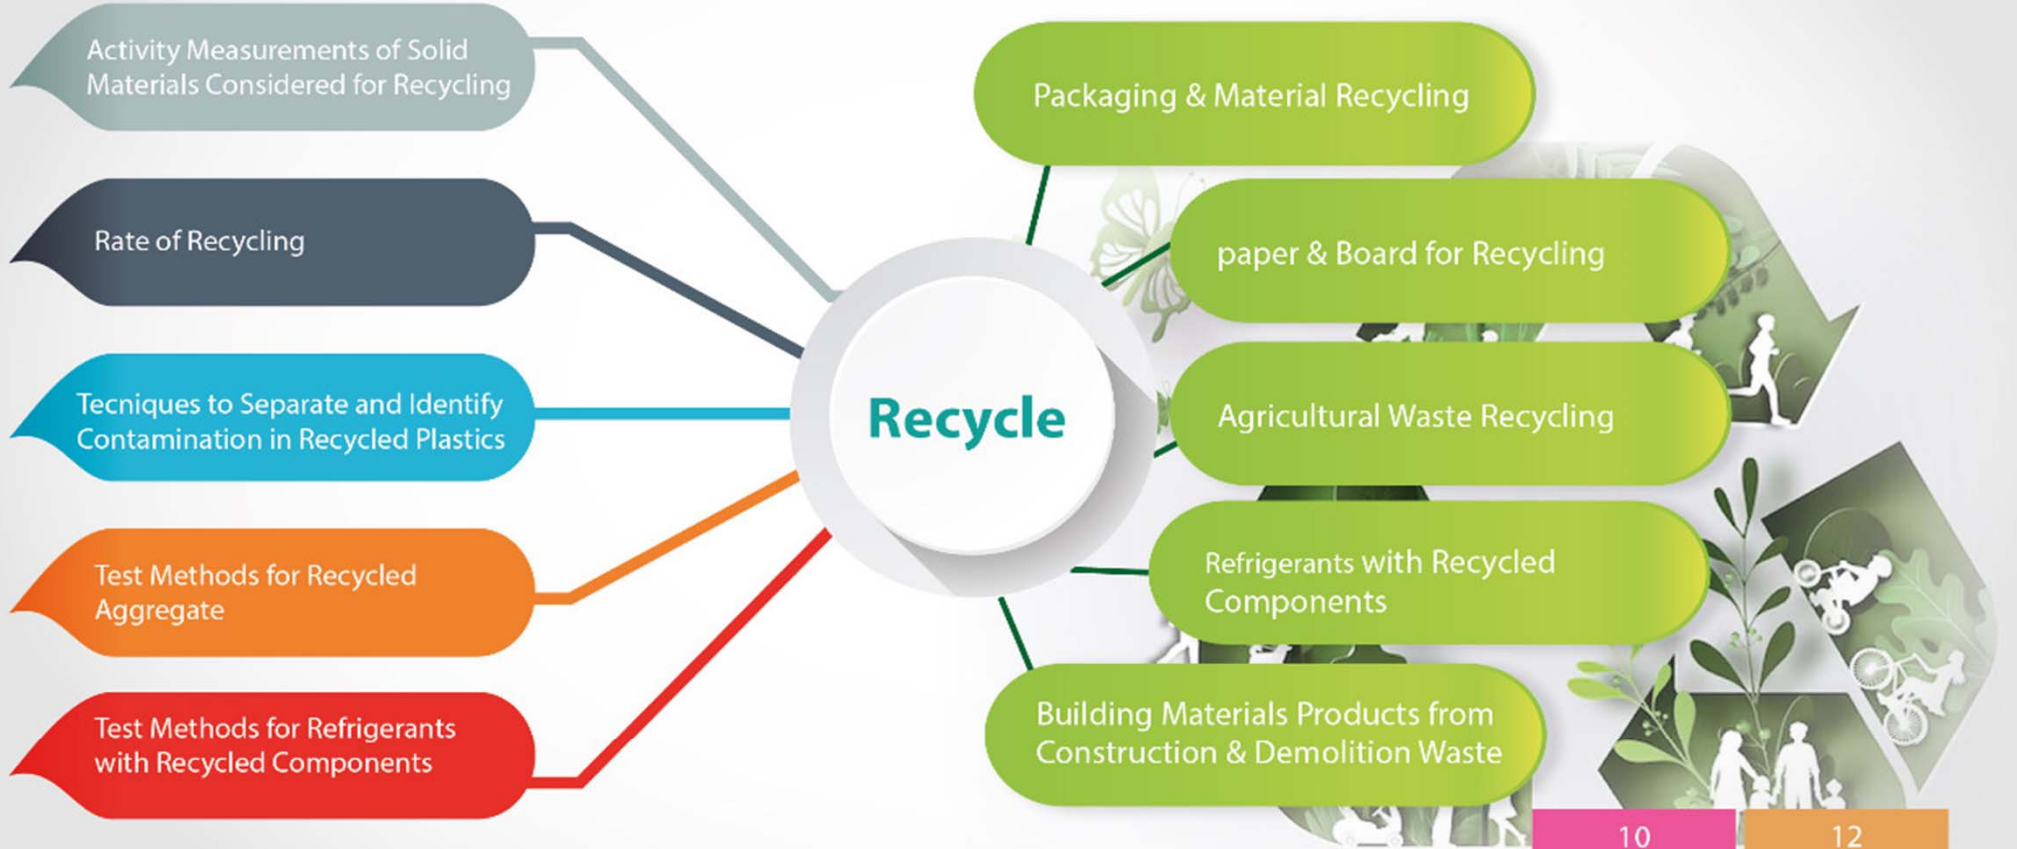 Activity Measurements of Solid
Materials Considered for Recycling
Rate of Recycling
Tecniques to Separate and Identify
Contamination in Recycled Plastics
Test Methods for Recycled
Aggregate
Test Methods for Refrigerants
with Recycled Components
Recycle
Packaging & Material Recycling
paper & Board for Recycling
Agricultural Waste Recycling
Refrigerants with Recycled
Components
Building Materials Products from
Construction & Demolition Waste
10
12